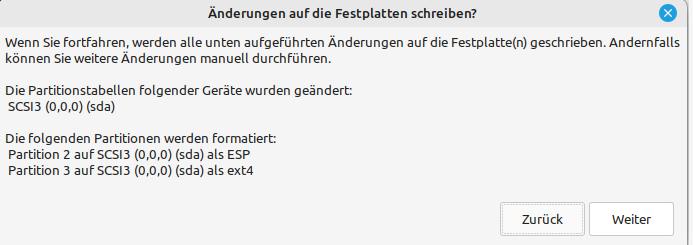 Änderungen auf die Festplatten schreiben?
Wenn Sie fortfahren, werden alle unten aufgeführten Änderungen auf die Festplatte(n) geschrieben. Andernfalls
können Sie weitere Änderungen manuell durchführen.
Die Partitionstabellen folgender Geräte wurden geändert:
SCSI3 (0,0,0) (sda)
Die folgenden Partitionen werden formatiert:
Partition 2 auf SCSI3 (0,0,0) (sda) als ESP
Partition 3 auf SCSI3 (0,0,0) (sda) als ext4
Zurück Weiter